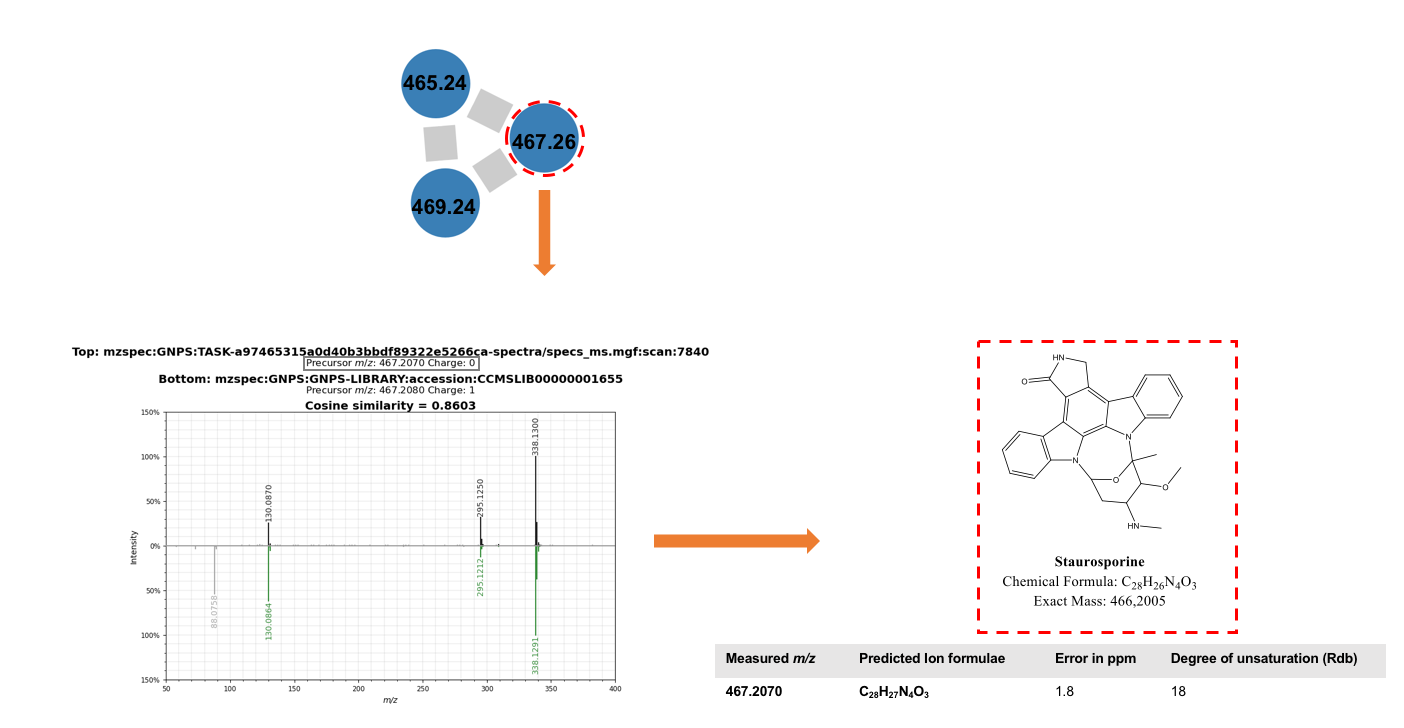 465.24
467.26
469.24
Top: mzspec:GNPS:TASK-a97465315a0d40b3bbdf89322e5266ca-spectra/specs_ms.mgf:scan:7840
Precursor m/z: 467.2070 Charge: 0
Bottom: mzspec:GNPS:GNPS-LIBRARY:accession:CCMSLIB00000001655
Precursor m/z: 467.2080 Charge: 1
Cosine similarity = 0.8603
150%
100%
50%
0%
50%
100%
150%
Intensity
130.0870
295.1250
338.1300
88.0758
130.0864
295.1212
338.1291
50 100 150 200 250 300 350 400
m/z
HN
O
N
N
O
O
HN
Staurosporine
Chemical Formula: C28H26N4O3
Exact Mass: 466,2005
Measured m/z Predicted Ion formulae Error in ppm Degree of unsaturation (Rdb)
467.2070 C28H27N4O3 1.8 18